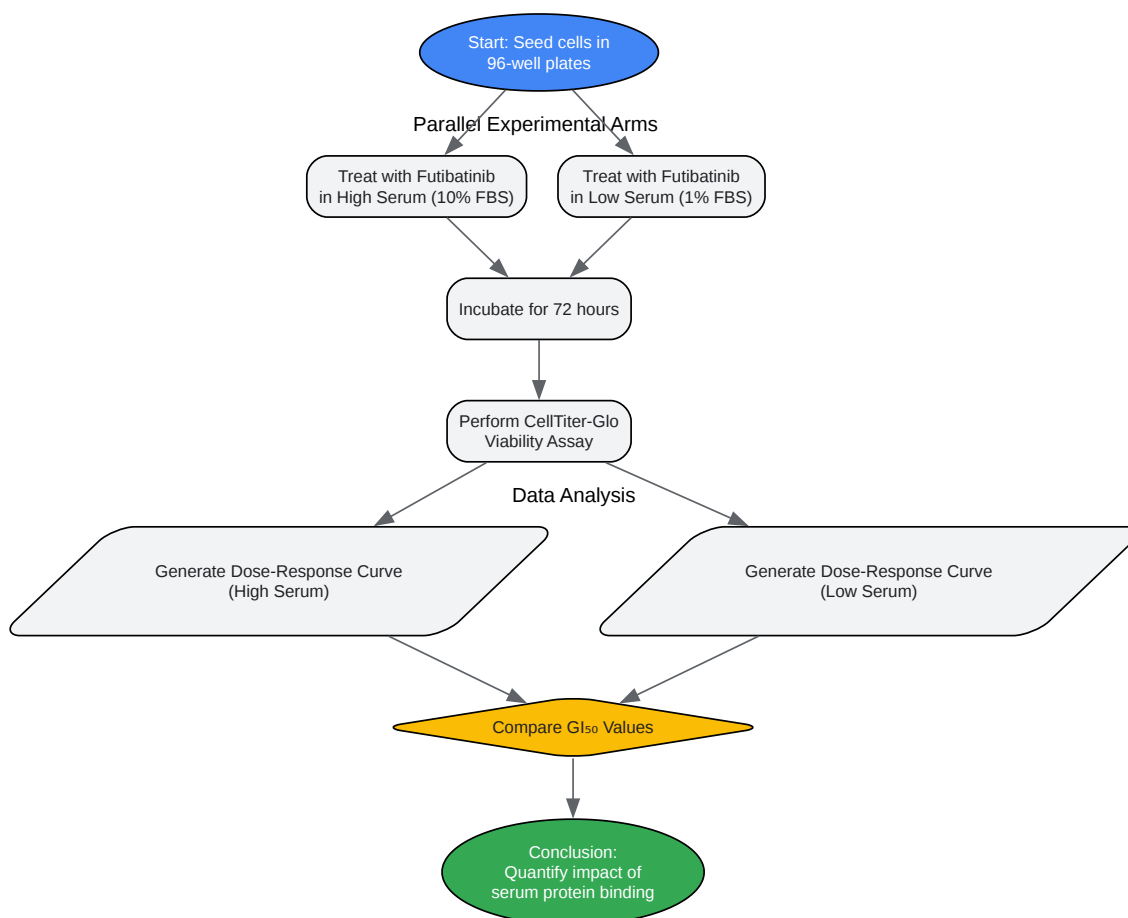 Start: Seed cells in
96-well plates
Parallel Experimental Arms
Treat with Futibatinib
in High Serum (10% FBS)
Treat with Futibatinib
in Low Serum (1% FBS)
Incubate for 72 hours
Perform CellTiter-Glo
Viability Assay
Data Analysis
Generate Dose-Response Curve
(High Serum)
Generate Dose-Response Curve
(Low Serum)
Compare GI₅₀ Values
Conclusion:
Quantify impact of
serum protein binding